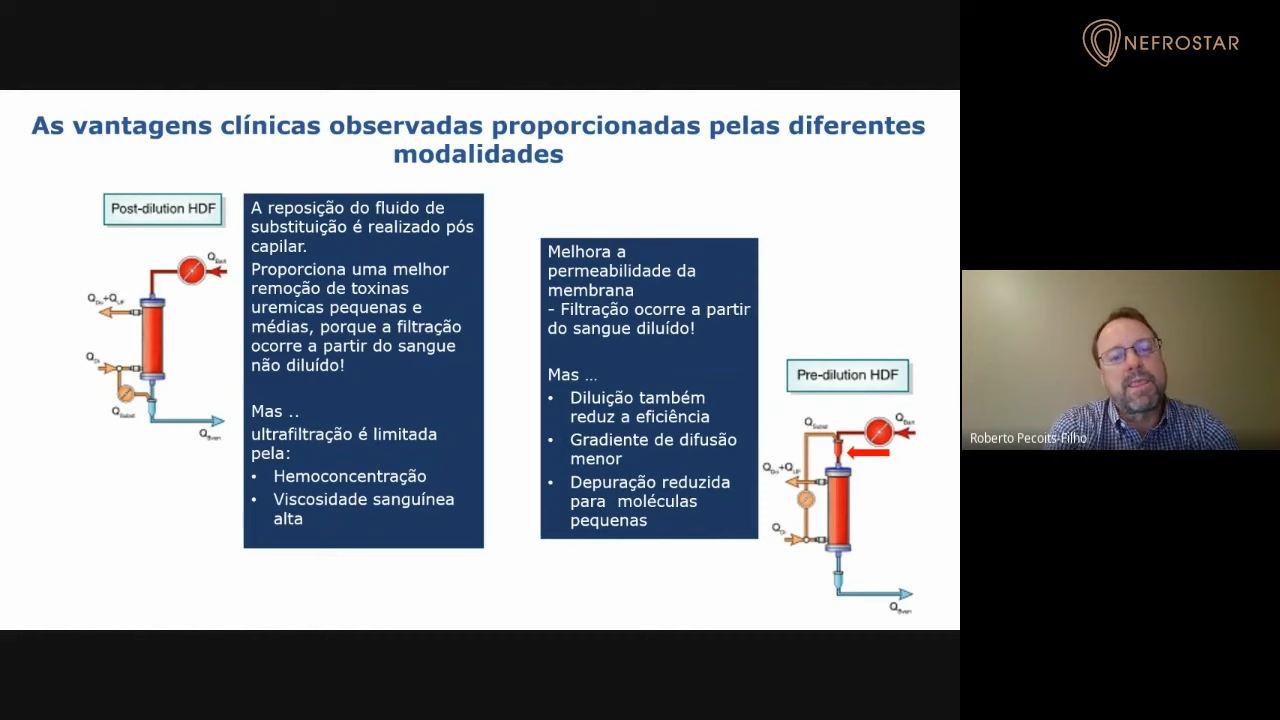 NEFROSTAR
As vantagens clínicas observadas proporcionadas pelas diferentes
modalidades
Post-dilution HDF
A reposição do fluido de
substituição é realizado pós
capilar.
Proporciona uma melhor
remoção de toxinas
uremicas pequenas e
médias, porque a filtração
ocorre a partir do sangue
não diluído!
Mas ..
ultrafiltração é limitada
pela:
• Hemoconcentração
• Viscosidade sanguínea
alta
Melhora a
permeabilidade da
membrana
- Filtração ocorre a partir
do sangue diluído!
Mas ...
• Diluição também
reduz a eficiência
• Gradiente de difusão
menor
• Depuração reduzida
para moléculas
pequenas
Pre-dilution HDF
Roberto Pecoits-Filho